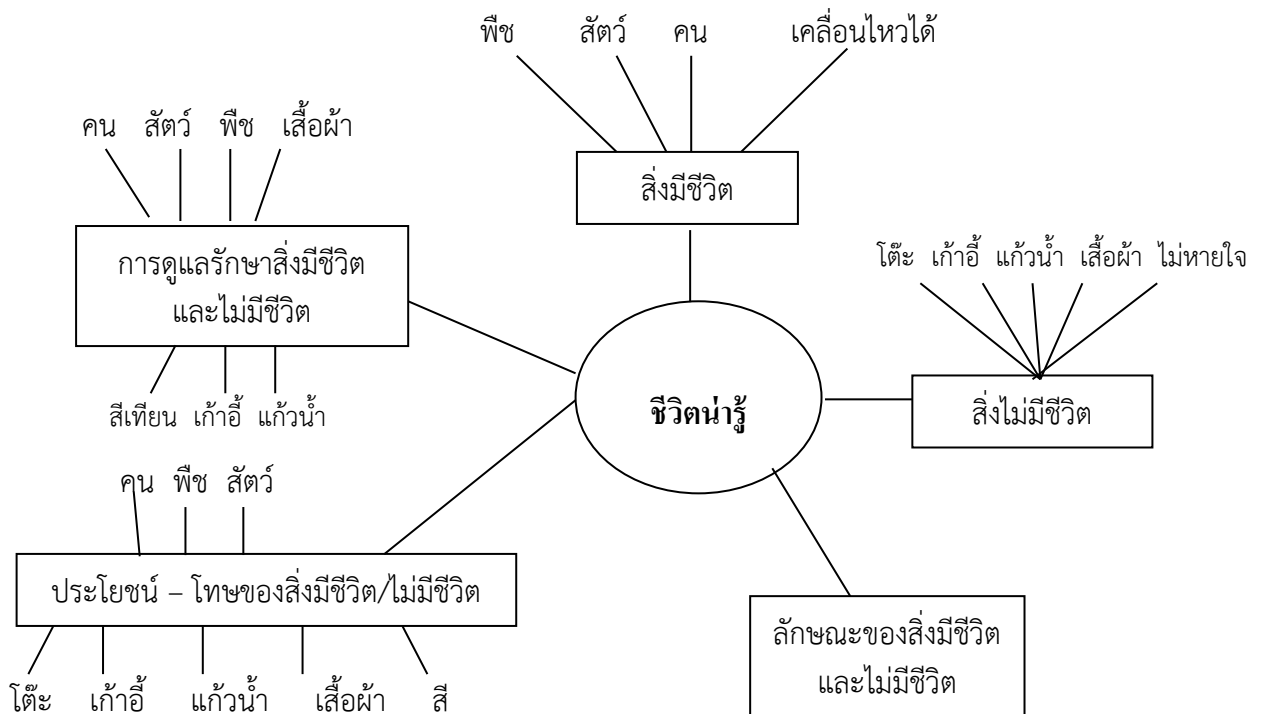 พืช สัตว์ คน เคลื่อนไหวได้
สิ่งมีชีวิต
คน สัตว์ พืช เสื้อผ้า
การดูแลรักษาสิ่งมีชีวิต
และไม่มีชีวิต
สีเทียน เก้าอี้ แก้วน้ำ
โต๊ะ เก้าอี้ แก้วน้ำ เสื้อผ้า ไม่หายใจ
สิ่งไม่มีชีวิต
ชีวิตน่ารู้
คน พืช สัตว์
ประโยชน์ – โทษของสิ่งมีชีวิต/ไม่มีชีวิต
โต๊ะ เก้าอี้ แก้วน้ำ เสื้อผ้า สี
ลักษณะของสิ่งมีชีวิต
และไม่มีชีวิต